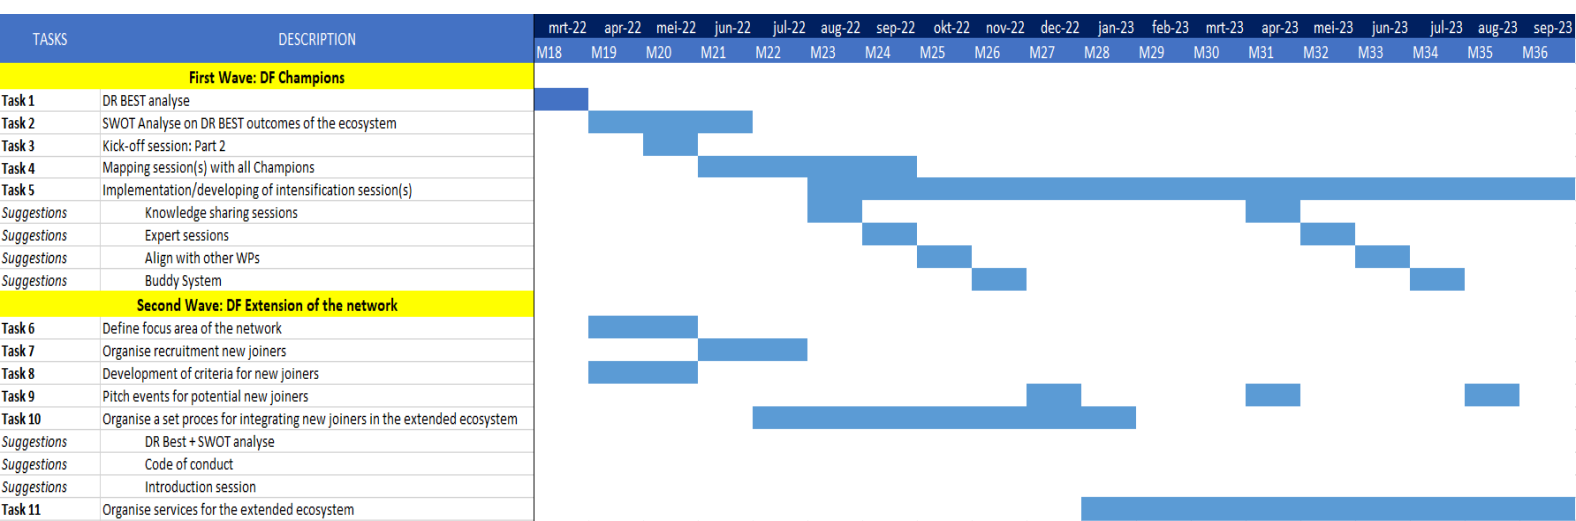 TASKS DESCRIPTION mrt-22 apr-22 mei-22 jun-22 jul-22 aug-22 sep-22 okt-22 nov-22 dec-22 jan-23 feb-23 mrt-23 apr-23 mei-23 jun-23 jul-23 aug-23 sep-23
M18 M19 M20 M21 M22 M23 M24 M25 M26 M27 M28 M29 M30 M31 M32 M33 M34 M35 M36
First Wave: DF Champions
Task 1 DR BEST analyse
Task 2 SWOT Analyse on DR BEST outcomes of the ecosystem
Task 3 Kick-off session: Part 2
Task 4 Mapping session(s) with all Champions
Task 5 Implementation/developing of intensification session(s)
Suggestions Knowledge sharing sessions
Suggestions Expert sessions
Suggestions Align with other WPs
Suggestions Buddy System
Second Wave: DF Extension of the network
Task 6 Define focus area of the network
Task 7 Organise recruitment new joiners
Task 8 Development of criteria for new joiners
Task 9 Pitch events for potential new joiners
Task 10 Organise a set proces for integrating new joiners in the extended ecosystem
Suggestions DR Best + SWOT analyse
Suggestions Code of conduct
Suggestions Introduction session
Task 11 Organise services for the extended ecosystem